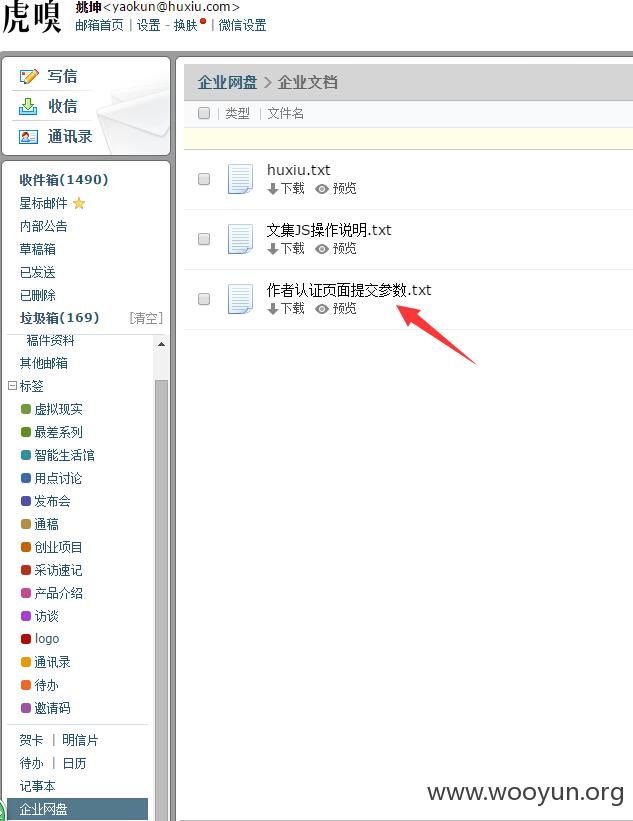 虎嗅
姚坤<yaokun@huxiu.com>
邮箱首页 | 设置 - 换肤 | 微信设置
写信
收信
通讯录
收件箱(1490)
星标邮件
内部公告
草稿箱
已发送
已删除
垃圾箱(169) [清空]
稿件资料
其他邮箱
标签
虚拟现实
最差系列
智能生活馆
用点讨论
发布会
通稿
创业项目
采访速记
产品介绍
访谈
logo
通讯录
待办
邀请码
贺卡 | 明信片
待办 | 日历
记事本
企业网盘
企业网盘 > 企业文档
类型 | 文件名
huxiu.txt
下载 预览
文集JS操作说明.txt
下载 预览
作者认证页面提交参数.txt
下载 预览
www.wooyun.org